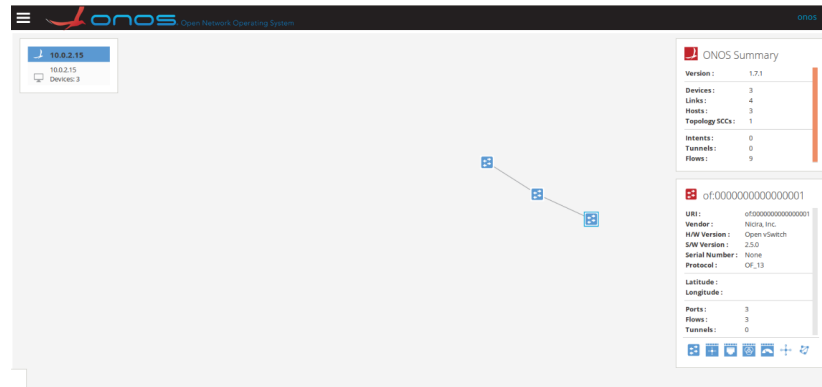 onos Open Network Operating System
onos
10.0.2.15
10.0.2.15
Devices: 3
ONOS Summary
Version : 1.7.1
Devices : 3
Links : 4
Hosts : 3
Topology SCCs : 1
Intents : 0
Tunnels : 0
Flows : 9
of:0000000000000001
URI : of:0000000000000001
Vendor : Nicira, Inc.
H/W Version : Open vSwitch
S/W Version : 2.5.0
Serial Number : None
Protocol : OF_13
Latitude :
Longitude :
Ports : 3
Flows : 3
Tunnels : 0